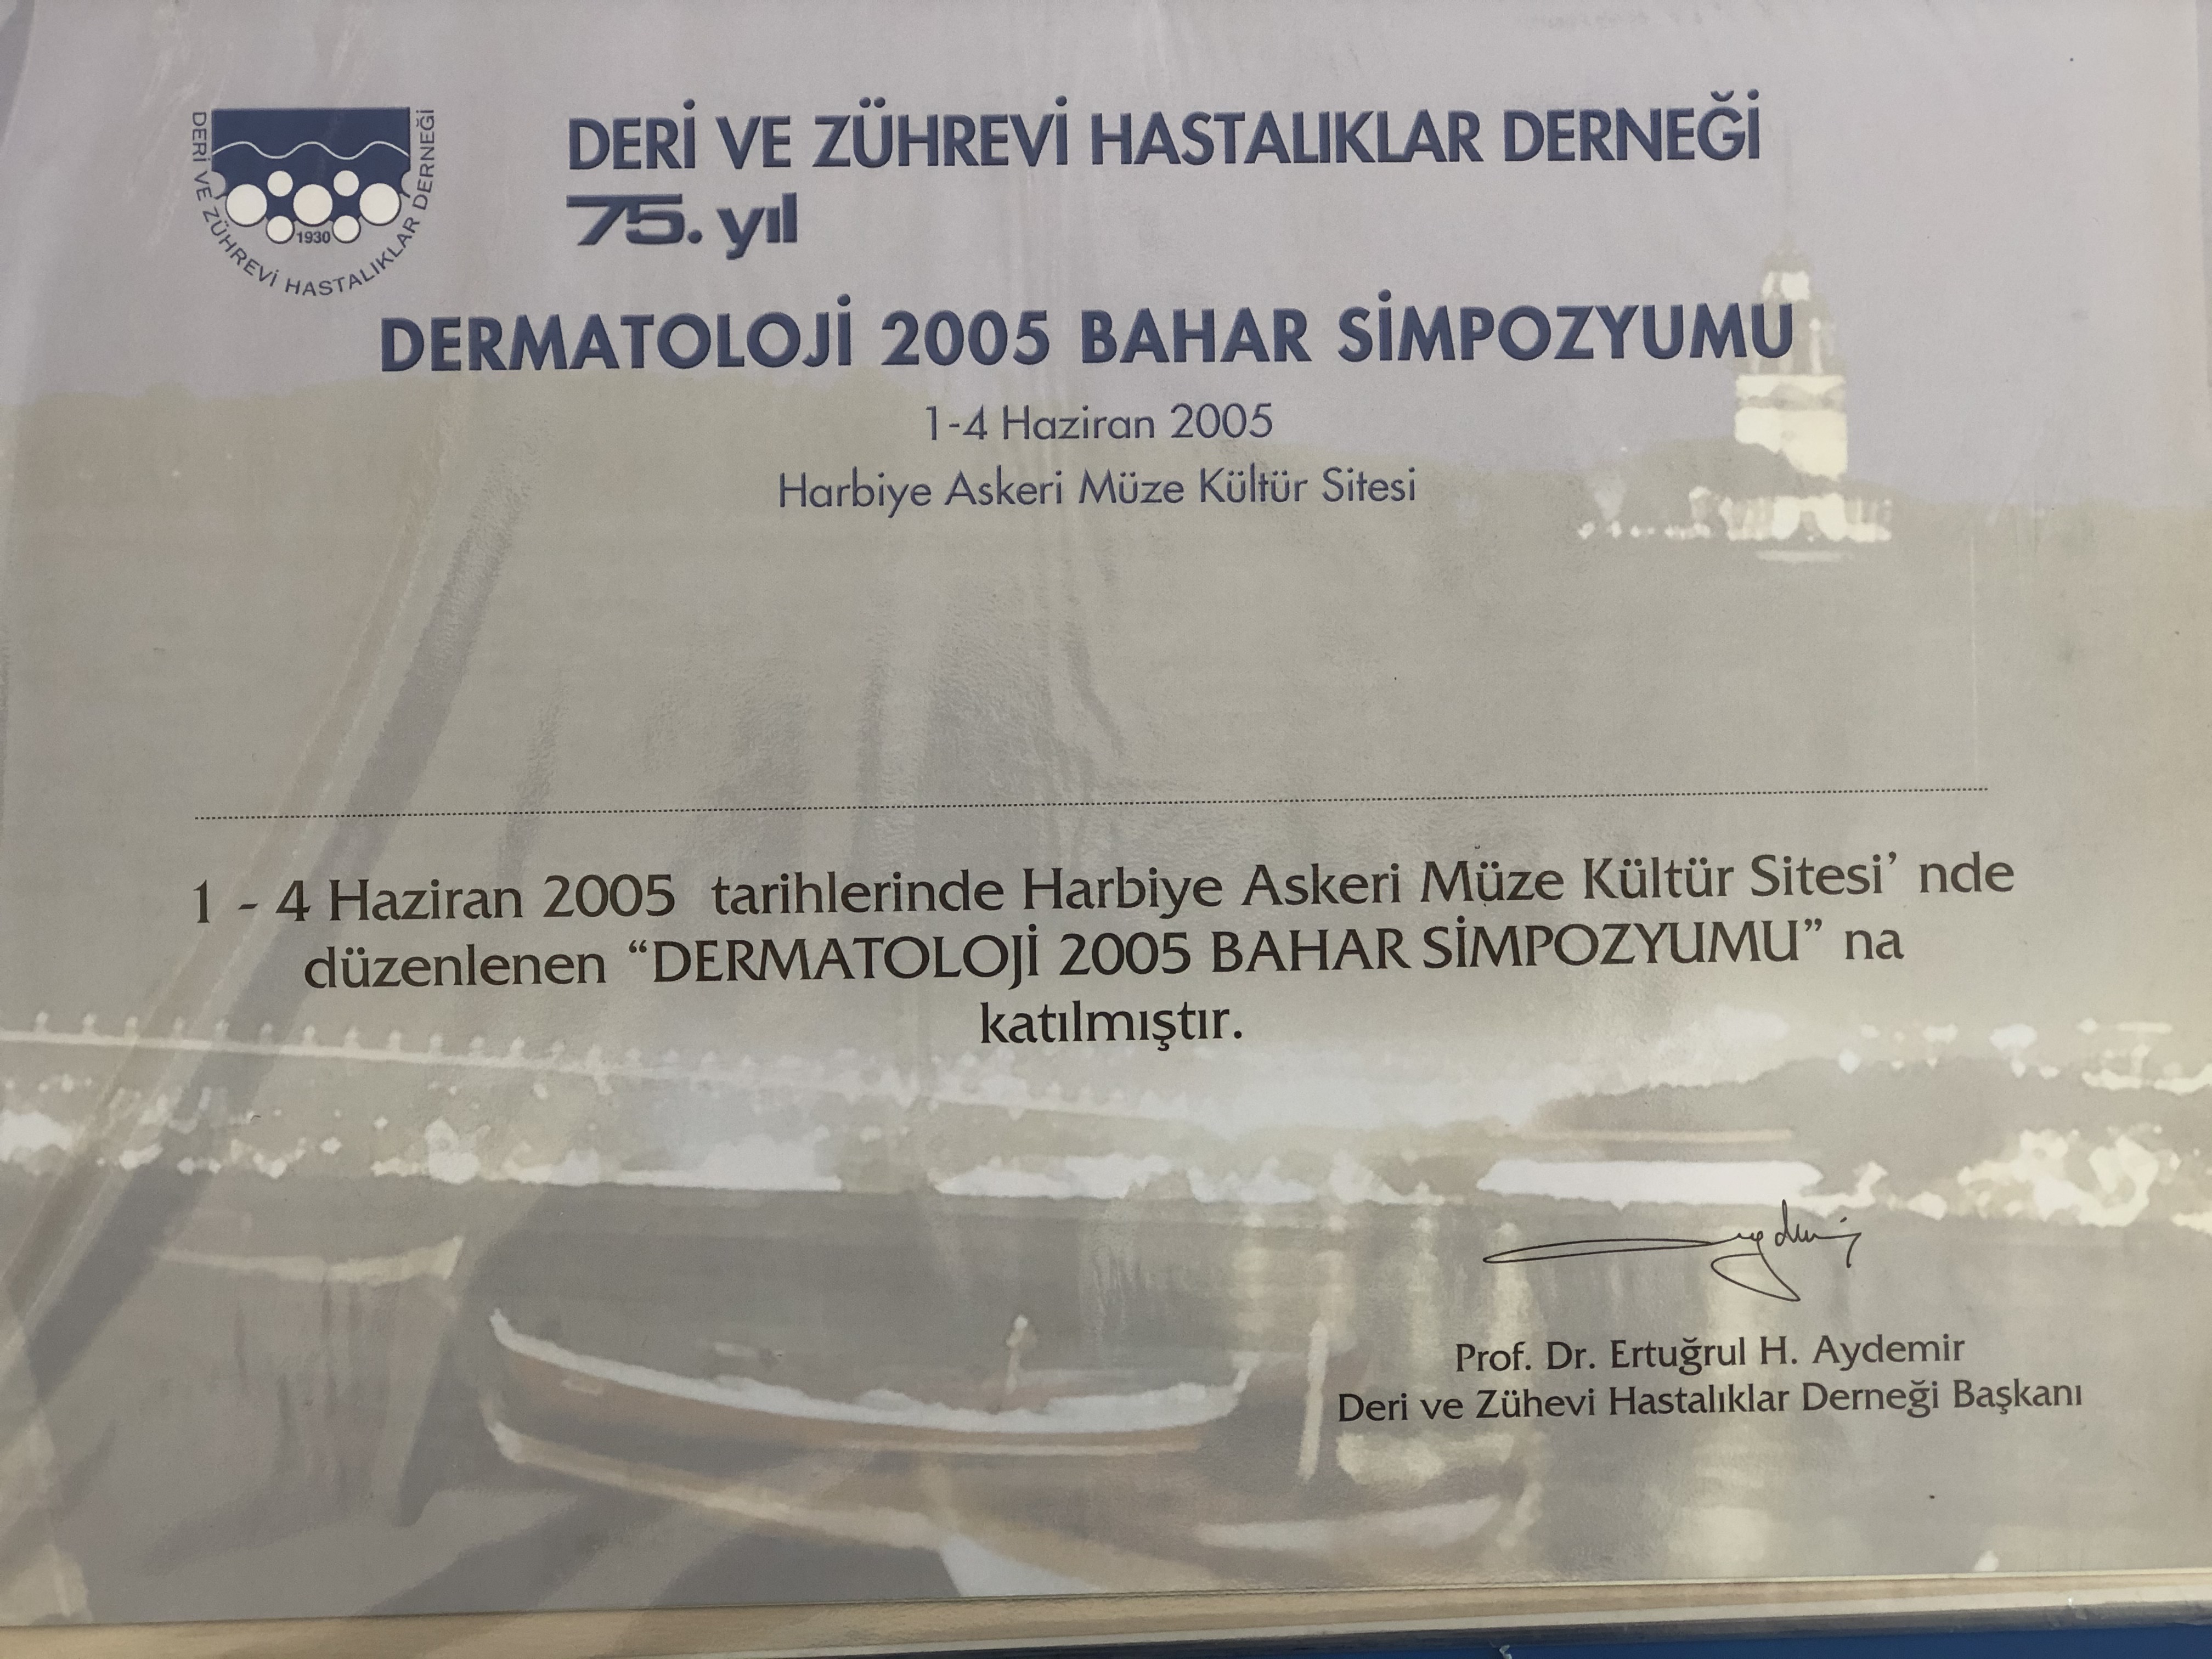 DERİ VE ZÜHREVİ HASTALIKLAR DERNEĞİ
1930
DERİ VE ZÜHREVİ HASTALIKLAR DERNEĞİ
75. yıl
DERMATOLOJİ 2005 BAHAR SİMPOZYUMU
1-4 Haziran 2005
Harbiye Askeri Müze Kültür Sitesi
1 - 4 Haziran 2005 tarihlerinde Harbiye Askeri Müze Kültür Sitesi’ nde
düzenlenen “DERMATOLOJİ 2005 BAHAR SİMPOZYUMU” na
katılmıştır.
Prof. Dr. Ertuğrul H. Aydemir
Deri ve Zühevi Hastalıklar Derneği Başkanı